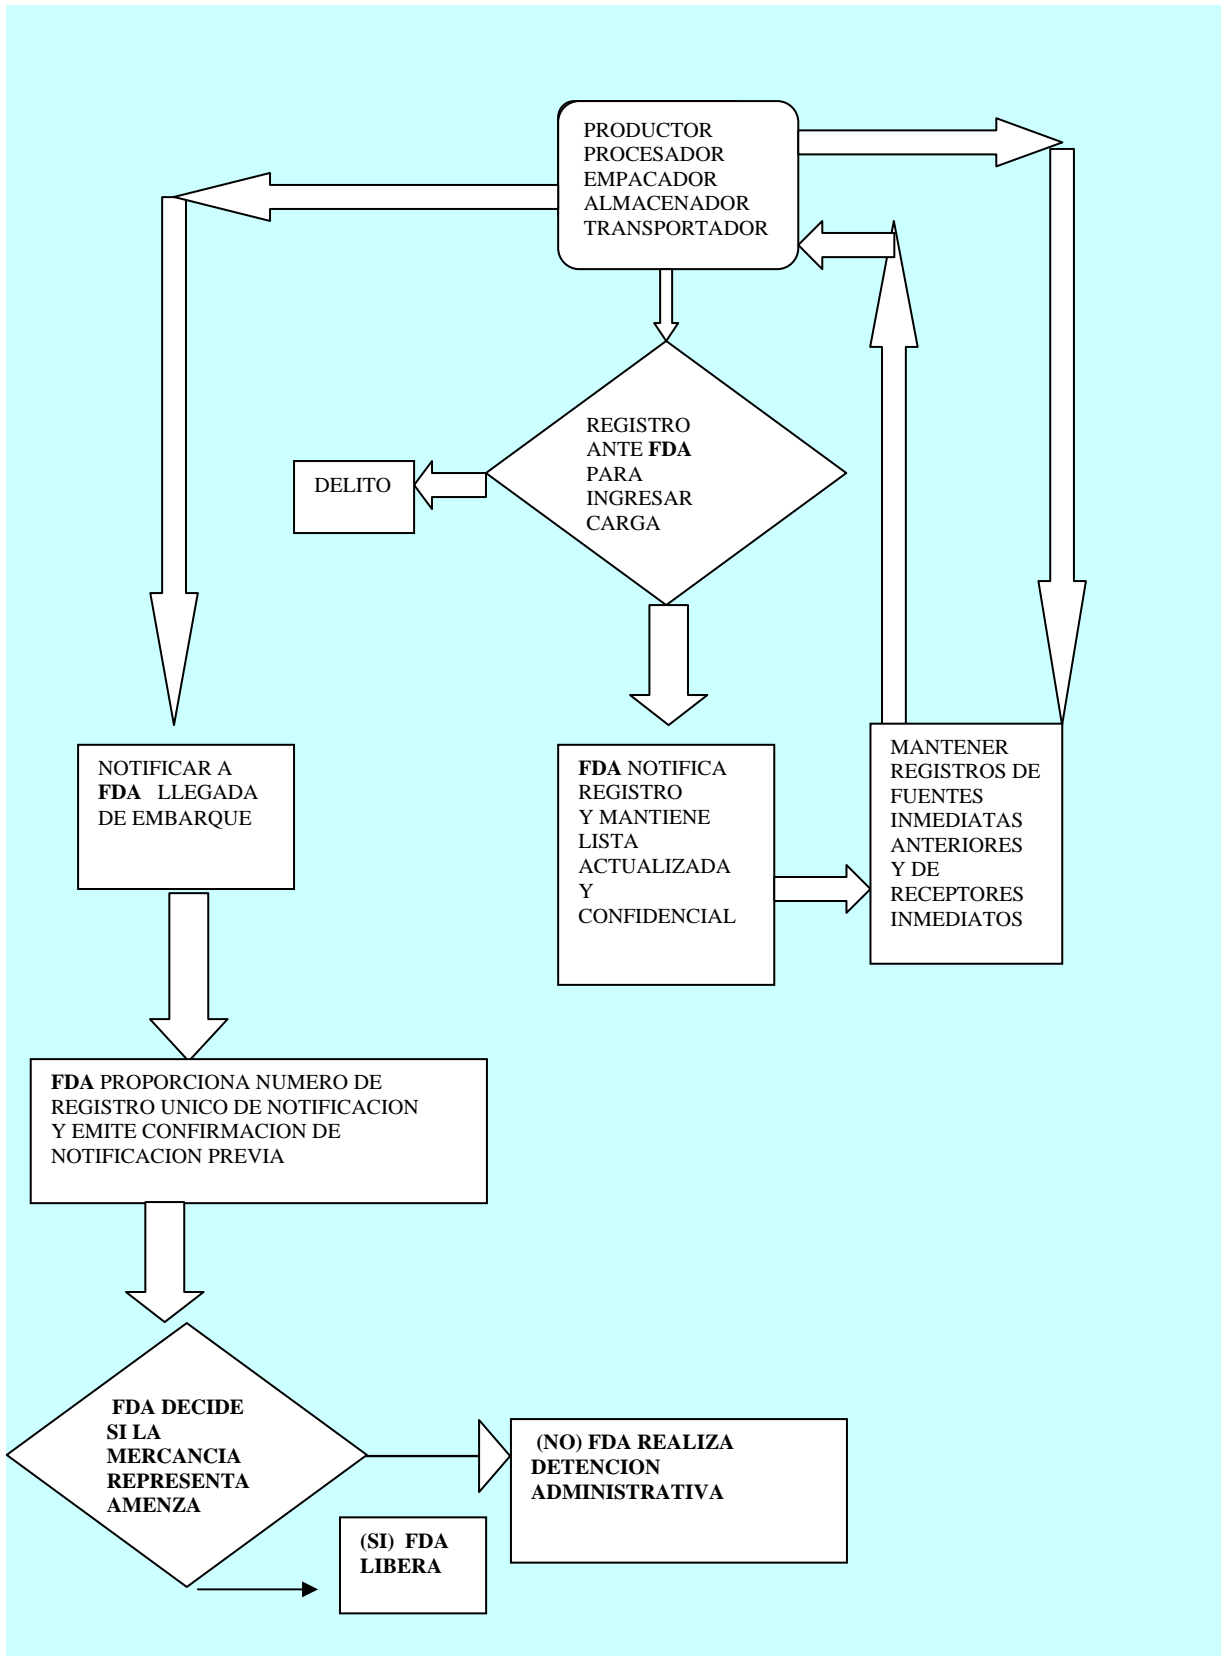 PRODUCTOR
PROCESADOR
EMPACADOR
ALMACENADOR
TRANSPORTADOR
REGISTRO
ANTE FDA
PARA
INGRESAR
CARGA
DELITO
NOTIFICAR A
FDA LLEGADA
DE EMBARQUE
FDA NOTIFICA
REGISTRO
Y MANTIENE
LISTA
ACTUALIZADA
Y
CONFIDENCIAL
MANTENER
REGISTROS DE
FUENTES
INMEDIATAS
ANTERIORES
Y DE
RECEPTORES
INMEDIATOS
FDA PROPORCIONA NUMERO DE
REGISTRO UNICO DE NOTIFICACION
Y EMITE CONFIRMACION DE
NOTIFICACION PREVIA
FDA DECIDE
SI LA
MERCANCIA
REPRESENTA
AMENZA
(NO) FDA REALIZA
DETENCION
ADMINISTRATIVA
(SI) FDA
LIBERA